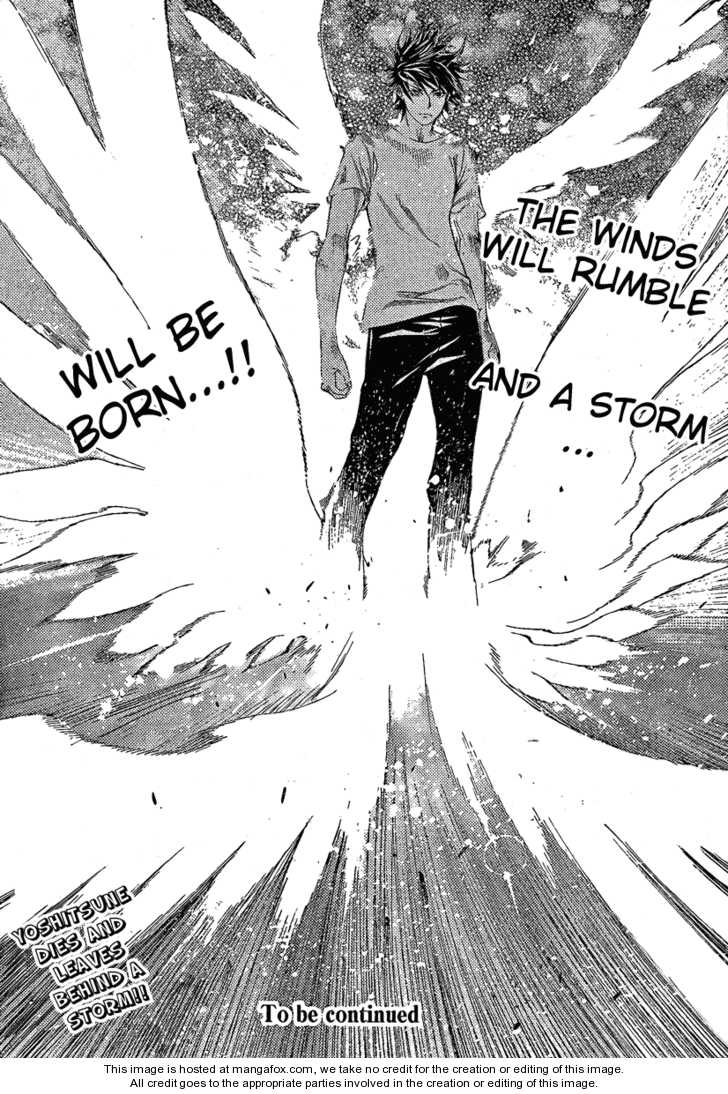 THE WINDS
WILL RUMBLE
AND A STORM
...
WILL BE
BORN...!!
YOSHITSUNE
DIES AND
LEAVES
BEHIND A
STORM!!
To be continued
This image is hosted at mangafox.com, we take no credit for the creation or editing of this image.
All credit goes to the appropriate parties involved in the creation or editing of this image.